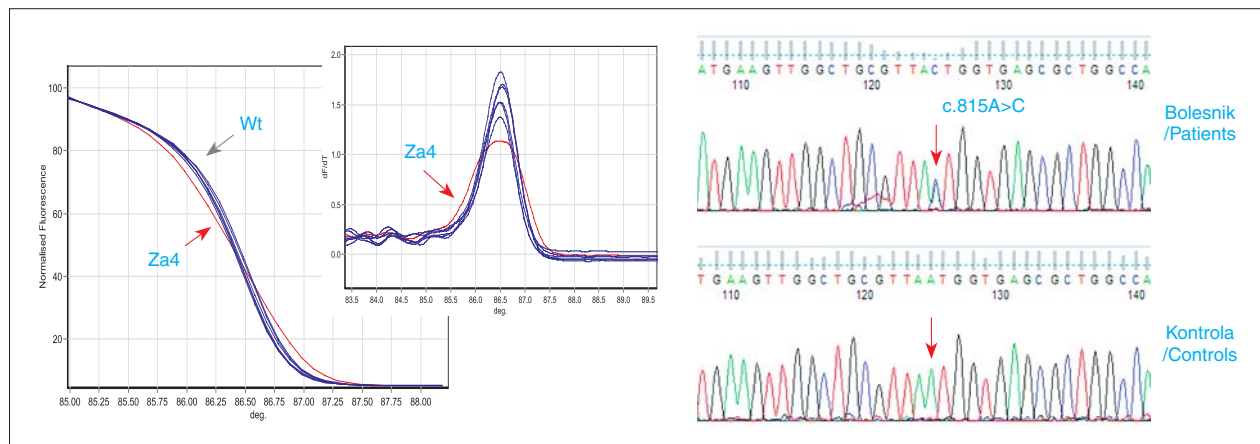 Normalised Fluorescence
100
80
60
40
20
Wt
Za4
85.00 85.25 85.50 85.75 86.00 86.25 86.50 86.75 87.00 87.25 87.50 87.75 88.00
deg.
dF/dT
2.0
1.5
1.0
0.5
0.0
Za4
83.5 84.0 84.5 85.0 85.5 86.0 86.5 87.0 87.5 88.0 88.5 89.0 89.5
deg.
A T G A A G T T G G C T G C G T T A C T G G T G A G C G C T G G C C A
110 120 130 140
c.815A>C
Bolesnik
/Patients
T G A A G T T G G C T G C G T T A A T G G T G A G C G C T G G C C A
110 120 130 140
Kontrola
/Controls